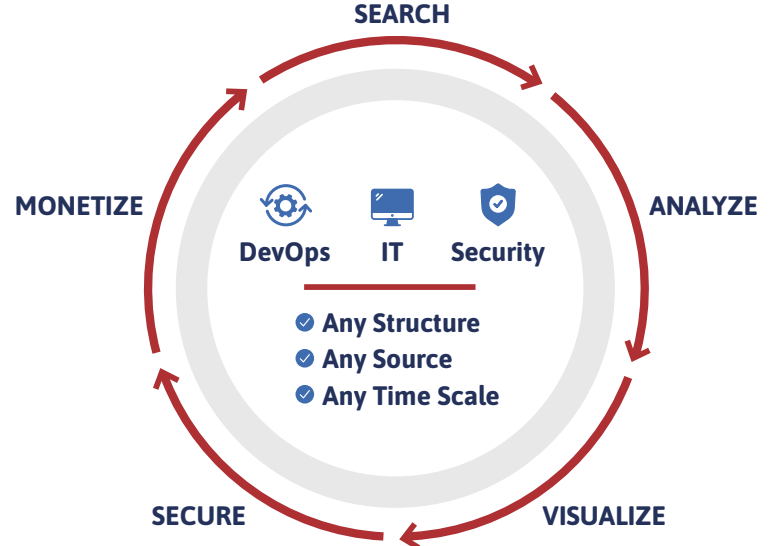 SEARCH
MONETIZE
ANALYZE
DevOps IT Security
Any Structure
Any Source
Any Time Scale
SECURE
VISUALIZE